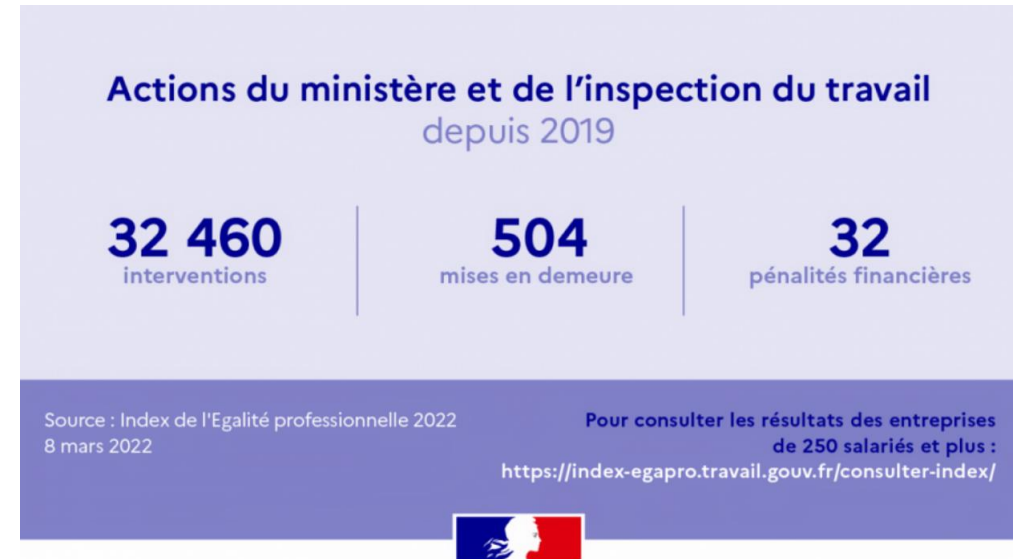 Actions du ministère et de l'inspection du travail
depuis 2019
32 460
interventions
504
mises en demeure
32
pénalités financières
Source : Index de l'Egalité professionnelle 2022
8 mars 2022
Pour consulter les résultats des entreprises
de 250 salariés et plus :
https://index-egapro.travail.gouv.fr/consulter-index/